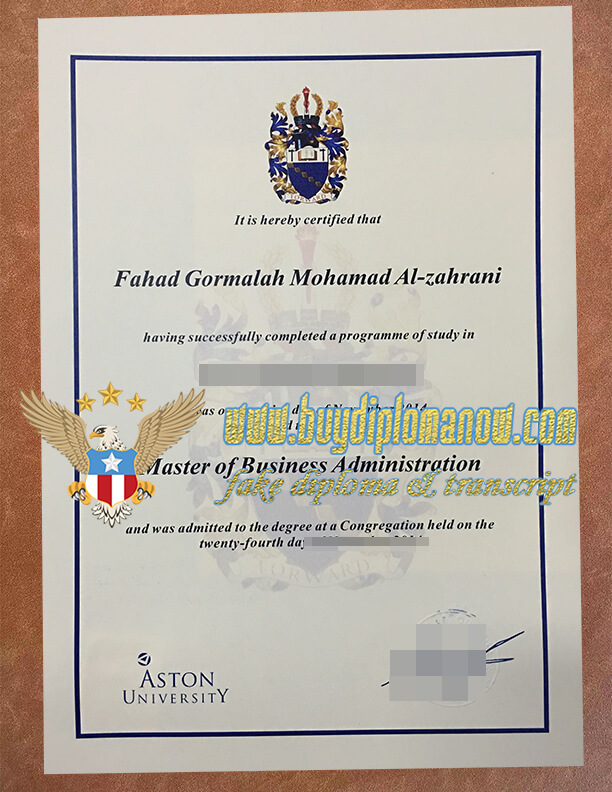 It is hereby certified that
Fahad Gormalah Mohamad Al-zahrani
having successfully completed a programme of study in
www.buydiplomanow.com
Master of Business Administration
fake diploma & transcript
and was admitted to the degree at a Congregation held on the
twenty-fourth day
FORWARD
ASTON
UNIVERSITY